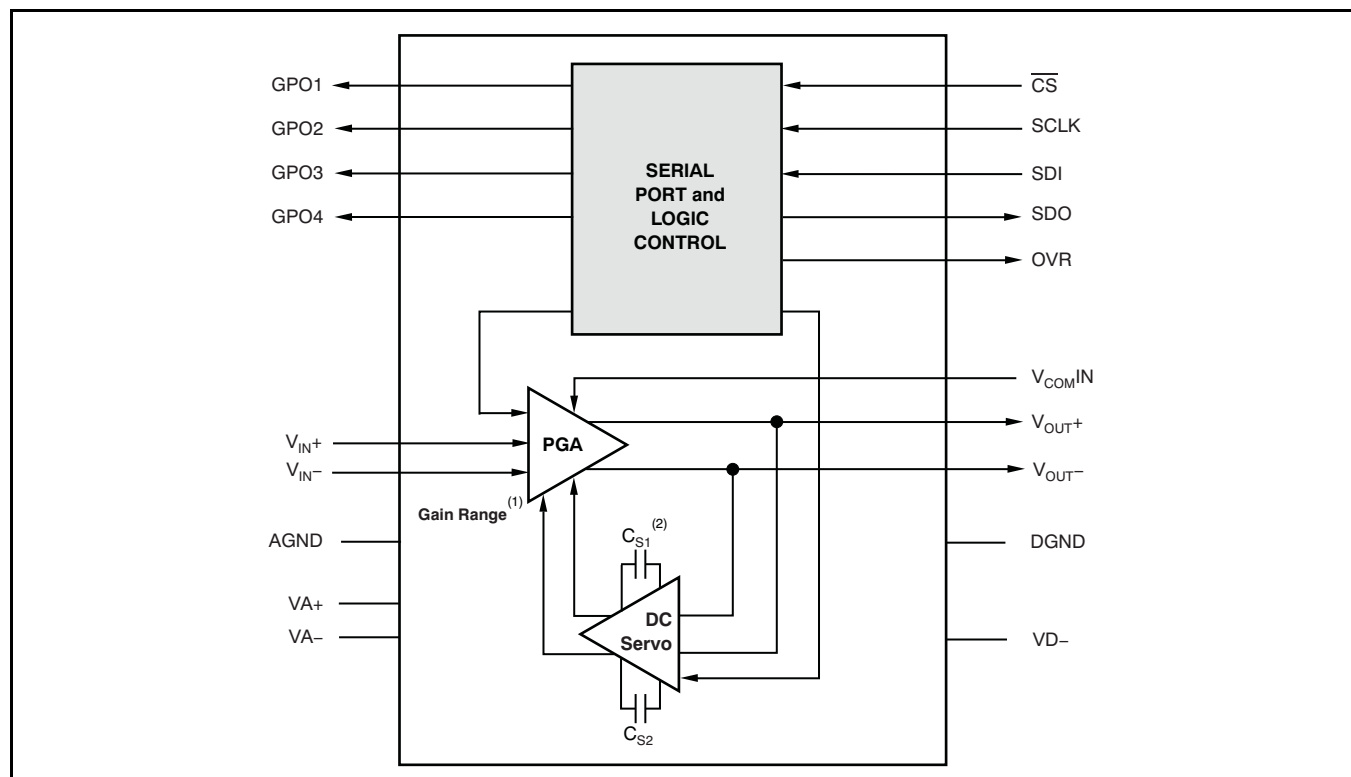 GPO1
GPO2
GPO3
GPO4
SERIAL
PORT and
LOGIC
CONTROL
CS
SCLK
SDI
SDO
OVR
VCOMIN
VOUT+
VOUT−
VIN+
VIN−
PGA
Gain Range(1)
AGND
VA+
VA−
CS1(2)
DC
Servo
CS2
DGND
VD−